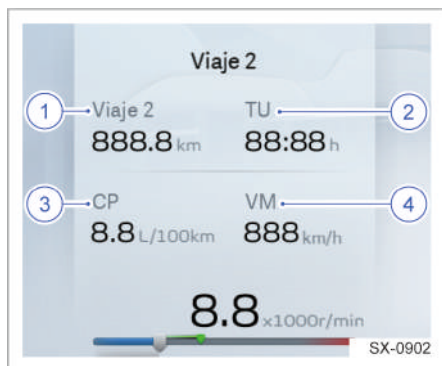 Viaje 2
1 Viaje 2 TU 2
888.8 km 88:88 h
3 CP VM 4
8.8 L/100km 888 km/h
8.8 x1000r/min
SX-0902